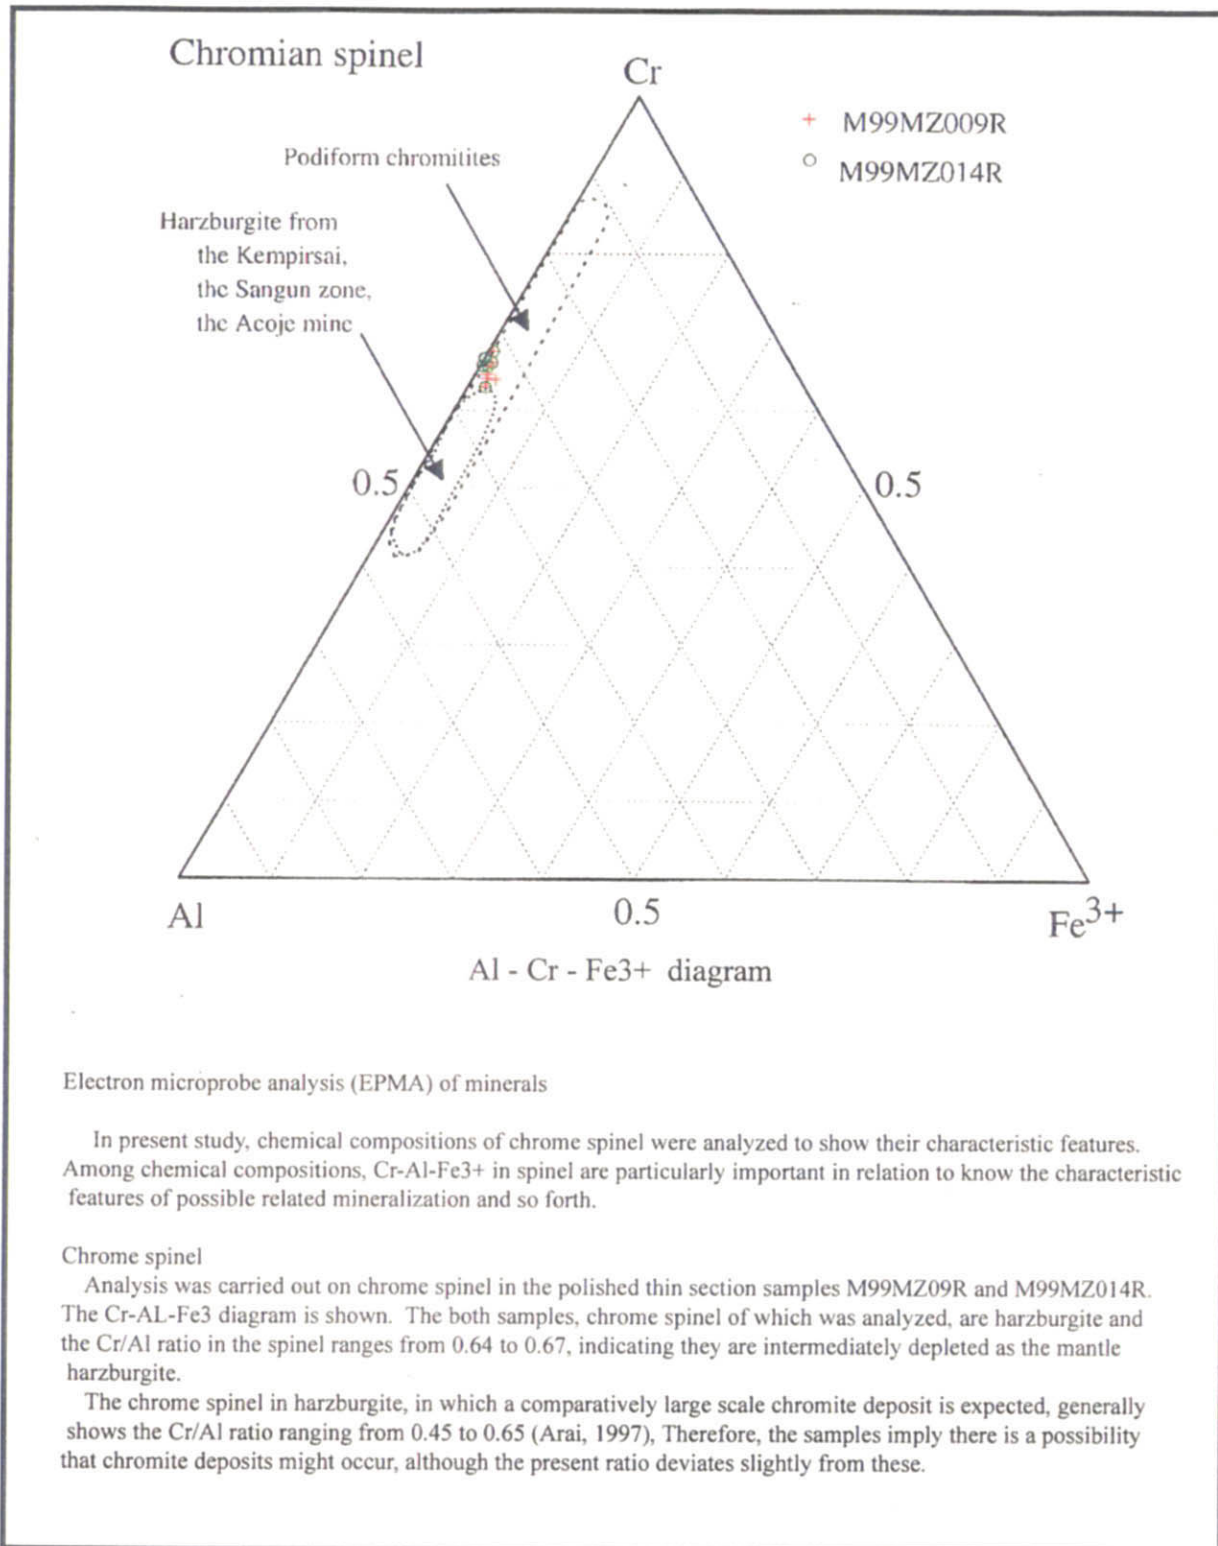 Chromian spinel
Cr
+ M99MZ009R
○ M99MZ014R
Podiform chromitites
Harzburgite from
the Kempirsai,
the Sangun zone,
the Acoje mine
0.5
0.5
Al
0.5
Fe3+
Al - Cr - Fe3+ diagram
Electron microprobe analysis (EPMA) of minerals
In present study, chemical compositions of chrome spinel were analyzed to show their characteristic features.
Among chemical compositions, Cr-Al-Fe3+ in spinel are particularly important in relation to know the characteristic
features of possible related mineralization and so forth.
Chrome spinel
Analysis was carried out on chrome spinel in the polished thin section samples M99MZ09R and M99MZ014R.
The Cr-AL-Fe3 diagram is shown. The both samples, chrome spinel of which was analyzed, are harzburgite and
the Cr/Al ratio in the spinel ranges from 0.64 to 0.67, indicating they are intermediately depleted as the mantle
harzburgite.
The chrome spinel in harzburgite, in which a comparatively large scale chromite deposit is expected, generally
shows the Cr/Al ratio ranging from 0.45 to 0.65 (Arai, 1997), Therefore, the samples imply there is a possibility
that chromite deposits might occur, although the present ratio deviates slightly from these.